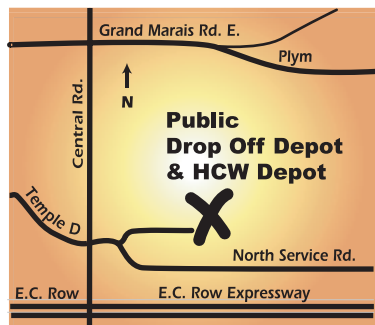 Grand Marais Rd. E.
Plym
Central Rd.
N
Public
Drop Off Depot
& HCW Depot
Temple D
North Service Rd.
E.C. Row
E.C. Row Expressway